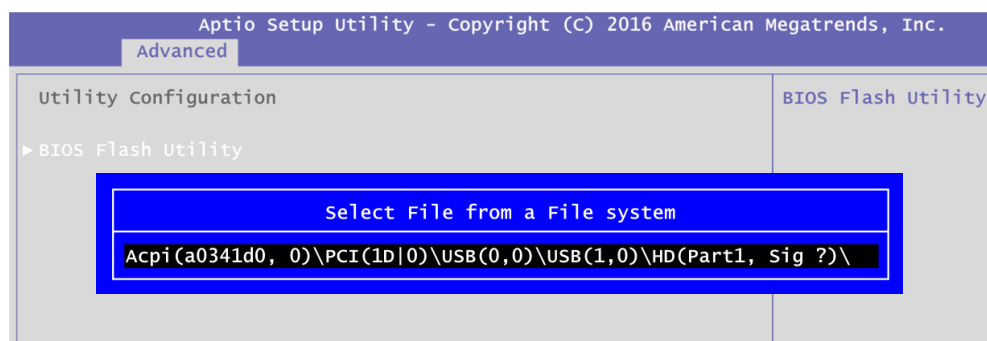 Aptio Setup Utility – Copyright (C) 2016 American Megatrends, Inc.
Advanced
Utility Configuration
BIOS Flash Utility
►BIOS Flash Utility
Select File from a File system
Acpi(a0341d0, 0)\PCI(1D|0)\USB(0,0)\USB(1,0)\HD(Part1, Sig ?)\